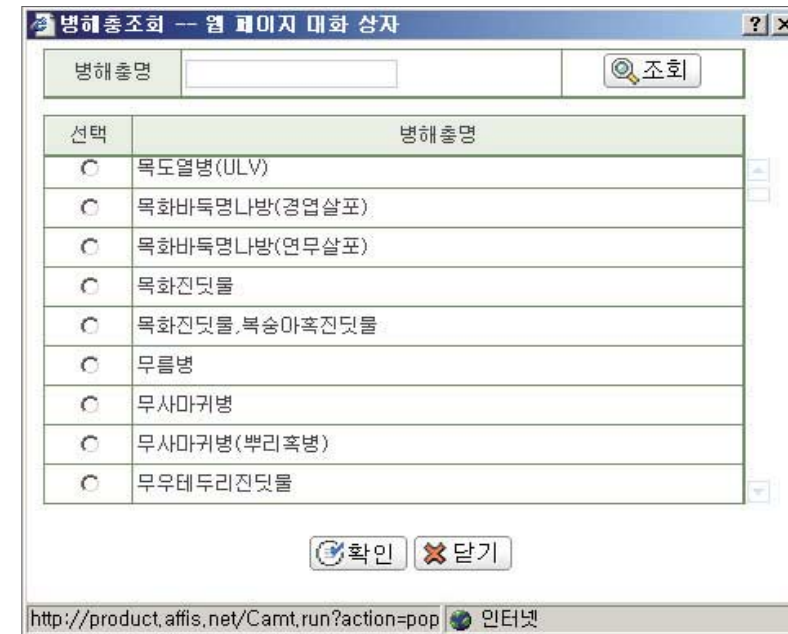 병해충조회 -- 웹 페이지 대화 상자
병해충명 조회
선택 병해충명
목도열병(ULV)
목화바둑명나방(경엽살포)
목화바둑명나방(연무살포)
목화진딧물
목화진딧물,복숭아혹진딧물
무름병
무사마귀병
무사마귀병(뿌리혹병)
무우테두리진딧물
확인 닫기
http://product,affis,net/Camt,run?action=pop 인터넷